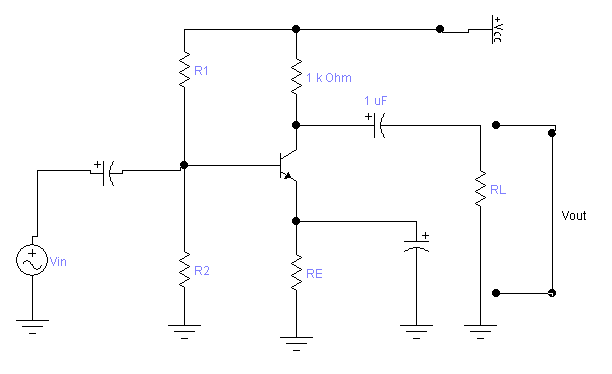 +Vcc
R1
1 k Ohm
1 uF
+
+
RL
Vout
+
Vin
+
R2
RE